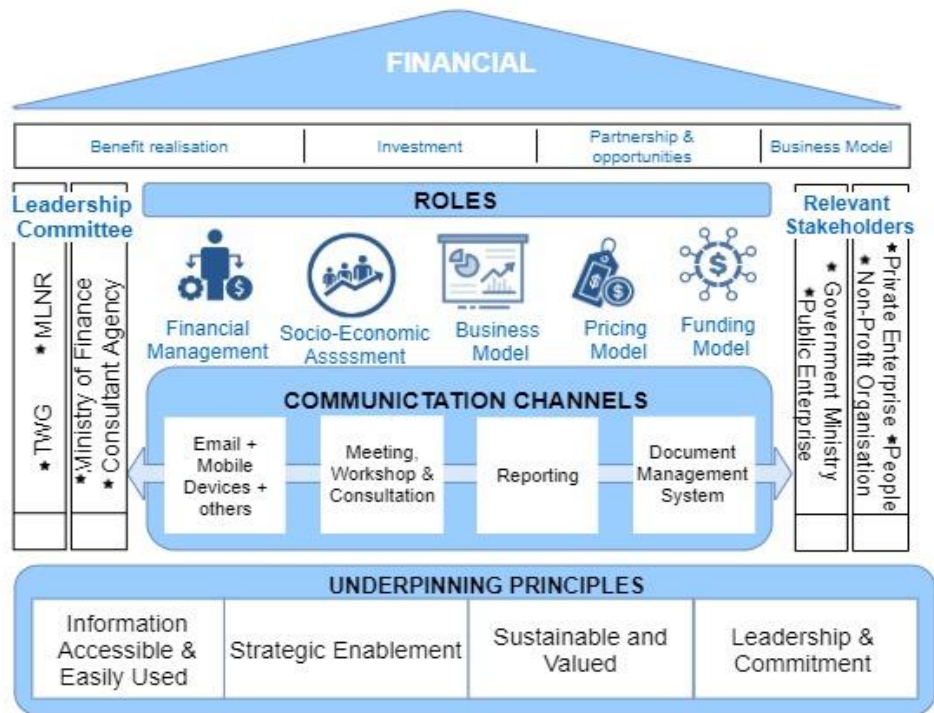 FINANCIAL
Benefit realisation
Investment
Partnership &
opportunities
Business Model
Leadership
Committee
★TWG ★MLNR
★Ministry of Finance
★Consultant Agency
ROLES
Financial
Management
Socio-Economic
Asssment
Business
Model
Pricing
Model
Funding
Model
COMMUNICTATION CHANNELS
Email +
Mobile
Devices +
others
Meeting,
Workshop &
Consultation
Reporting
Document
Management
System
Relevant
Stakeholders
★Public Enterprise
★Government Ministry
★Non-Profit Organisation
★Private Enterprise ★People
UNDERPINNING PRINCIPLES
Information
Accessible &
Easily Used
Strategic Enablement
Sustainable and
Valued
Leadership &
Commitment